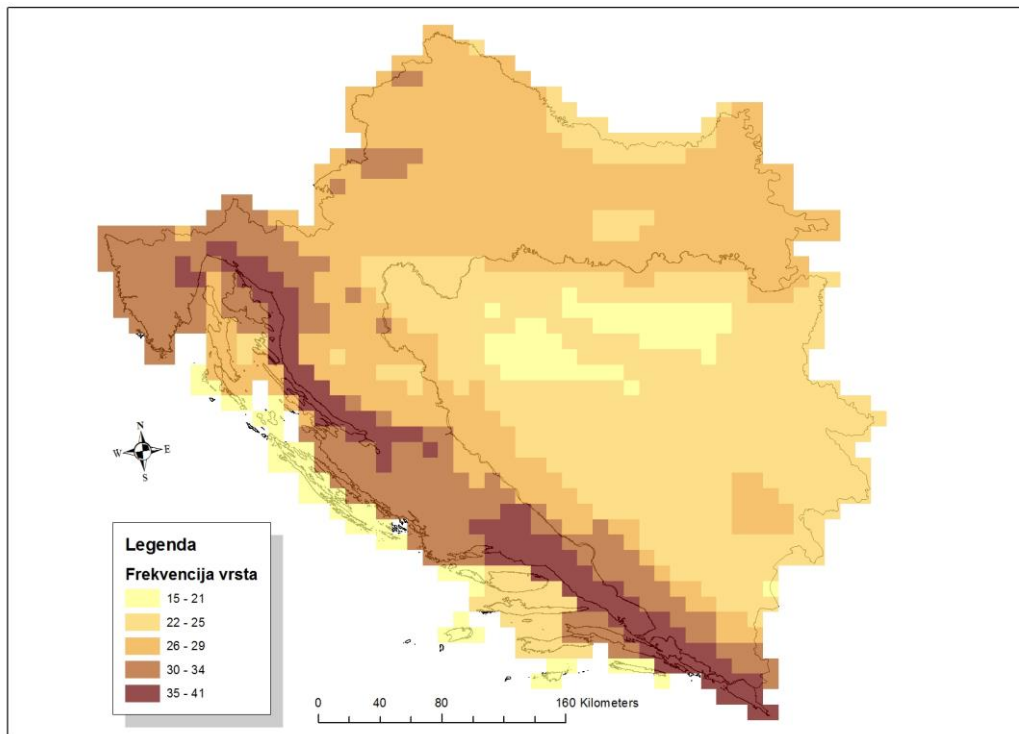 N
W E
S
Legenda
Frekvencija vrsta
15 - 21
22 - 25
26 - 29
30 - 34
35 - 41
0 40 80 160 Kilometers